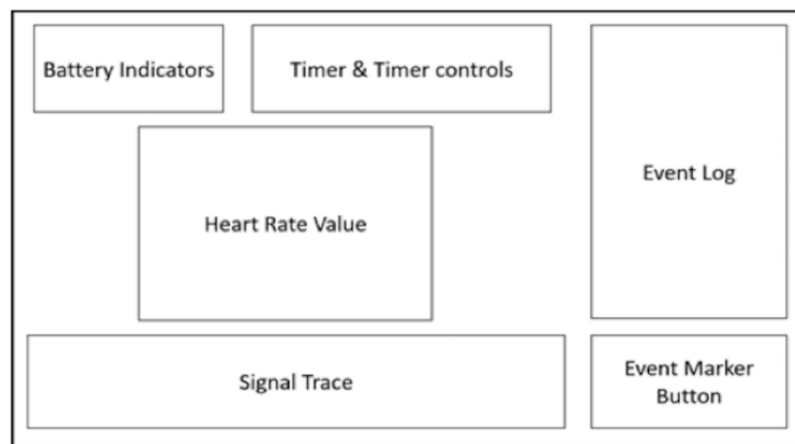 Battery Indicators
Timer & Timer controls
Event Log
Heart Rate Value
Signal Trace
Event Marker
Button